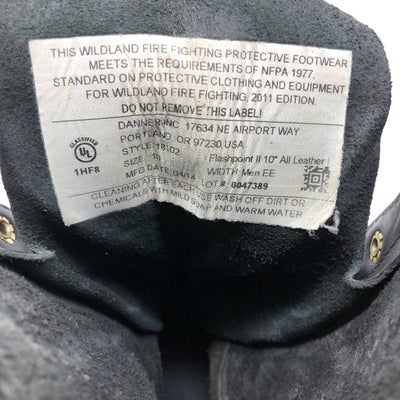 THIS WILDLAND FIRE FIGHTING PROTECTIVE FOOTWEAR
MEETS THE REQUIREMENTS OF NFPA 1977,
STANDARD ON PROTECTIVE CLOTHING AND EQUIPMENT
FOR WILDLAND FIRE FIGHTING, 2011 EDITION.
DO NOT REMOVE THIS LABEL!
DANNER INC. 17634 NE AIRPORT WAY
PORTLAND, OR 97230 USA
STYLE: 18102 Flashpoint II 10" All Leather
SIZE: 10 WIDTH: Men EE
MFG DATE: 04/14 LOT #: 0047389
CLEANING AFTER EACH USE WASH OFF DIRT OR
CHEMICALS WITH MILD SOAP AND WARM WATER
CLASSIFIED
UL
1HF8